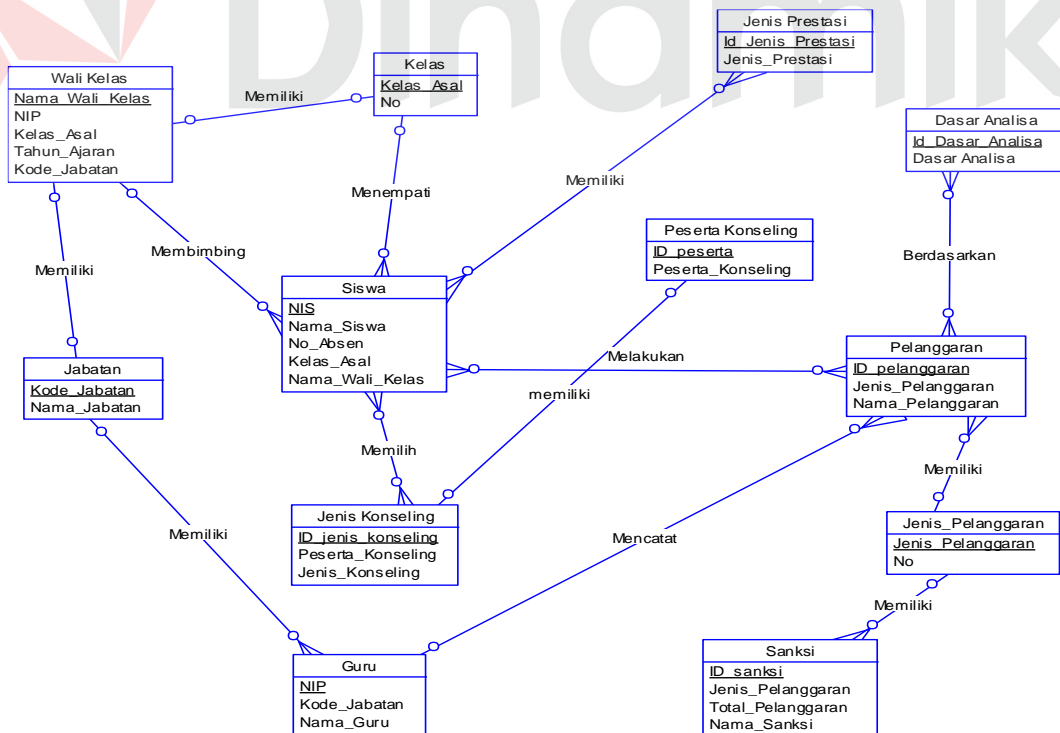 Dinamik
Jenis Prestasi
Id_Jenis_Prestasi
Jenis_Prestasi
Wali Kelas
Nama_Wali_Kelas
NIP
Kelas_Asal
Tahun_Ajaran
Kode_Jabatan
Memiliki
Kelas
Kelas_Asal
No
Dasar Analisa
Id_Dasar_Analisa
Dasar Analisa
Menempati
Memiliki
Membimbing
Memiliki
Peserta Konseling
ID_peserta
Peserta_Konseling
Berdasarkan
Siswa
NIS
Nama_Siswa
No_Absen
Kelas_Asal
Nama_Wali_Kelas
Melakukan
memiliki
Pelanggaran
ID_pelanggaran
Jenis_Pelanggaran
Nama_Pelanggaran
Jabatan
Kode_Jabatan
Nama_Jabatan
Memilih
Memiliki
Jenis Konseling
ID_jenis_konseling
Peserta_Konseling
Jenis_Konseling
Memiliki
Mencatat
Jenis_Pelanggaran
Jenis_Pelanggaran
No
Memiliki
Guru
NIP
Kode_Jabatan
Nama_Guru
Sanksi
ID_sanksi
Jenis_Pelanggaran
Total_Pelanggaran
Nama_Sanksi